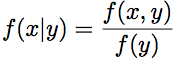 f(x|y) = f(x, y) / f(y)